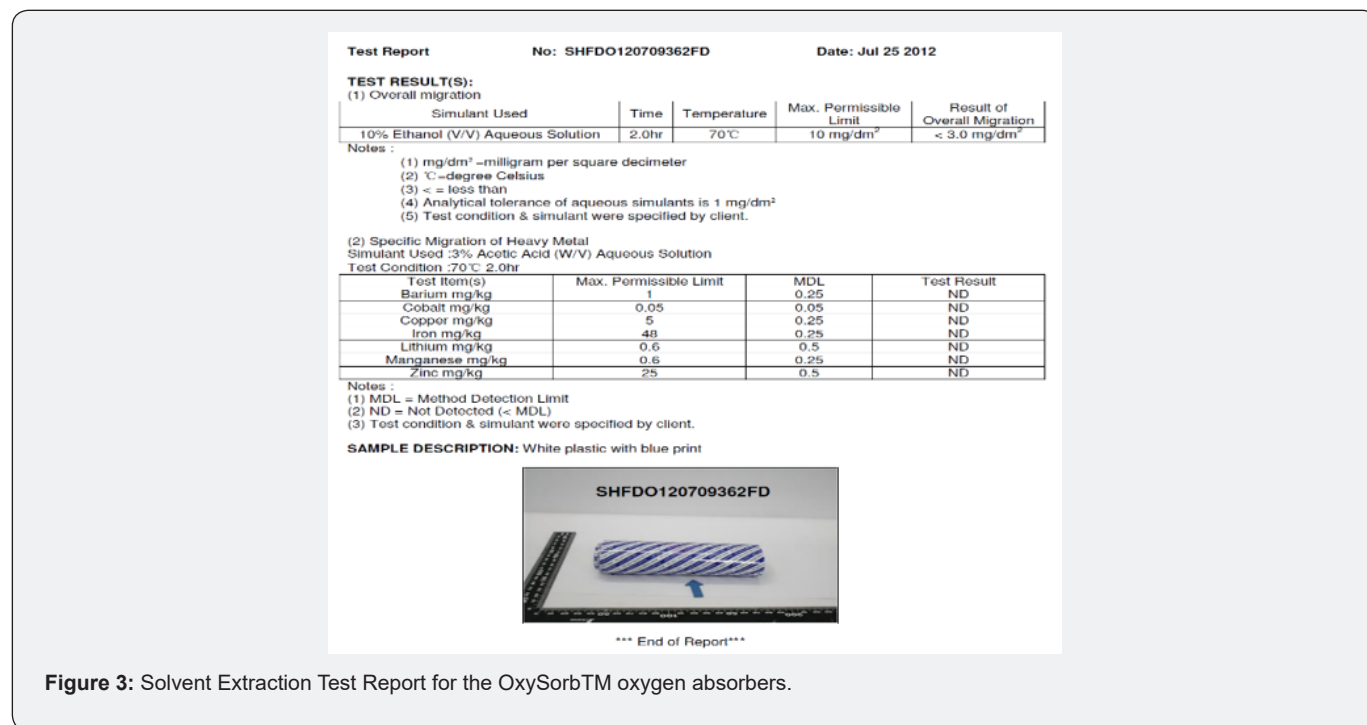 Test Report No: SHFDO120709362FD Date: Jul 25 2012
TEST RESULT(S):
(1) Overall migration
Simulant Used Time Temperature Max. Permissible Limit Result of Overall Migration
10% Ethanol (V/V) Aqueous Solution 2.0hr 70℃ 10 mg/dm² < 3.0 mg/dm²
Notes :
(1) mg/dm² =milligram per square decimeter
(2) ℃=degree Celsius
(3) < = less than
(4) Analytical tolerance of aqueous simulants is 1 mg/dm²
(5) Test condition & simulant were specified by client.
(2) Specific Migration of Heavy Metal
Simulant Used :3% Acetic Acid (W/V) Aqueous Solution
Test Condition :70℃ 2.0hr
Test Item(s) Max. Permissible Limit MDL Test Result
Barium mg/kg 1 0.25 ND
Cobalt mg/kg 0.05 0.05 ND
Copper mg/kg 5 0.25 ND
Iron mg/kg 48 0.25 ND
Lithium mg/kg 0.6 0.5 ND
Manganese mg/kg 0.6 0.25 ND
Zinc mg/kg 25 0.5 ND
Notes :
(1) MDL = Method Detection Limit
(2) ND = Not Detected (< MDL)
(3) Test condition & simulant were specified by client.
SAMPLE DESCRIPTION: White plastic with blue print
SHFDO120709362FD
*** End of Report***
Figure 3: Solvent Extraction Test Report for the OxySorbTM oxygen absorbers.